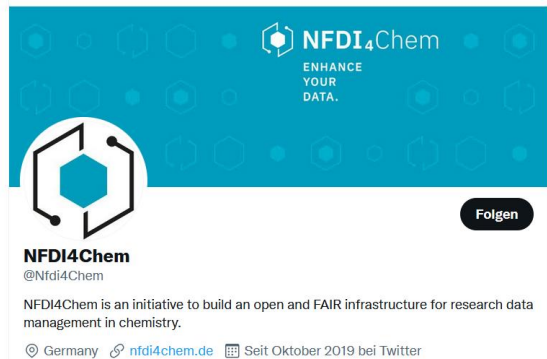 NFDI4Chem
ENHANCE
YOUR
DATA.
Folgen
NFDI4Chem
@Nfdi4Chem
NFDI4Chem is an initiative to build an open and FAIR infrastructure for research data
management in chemistry.
Germany nfdi4chem.de Seit Oktober 2019 bei Twitter